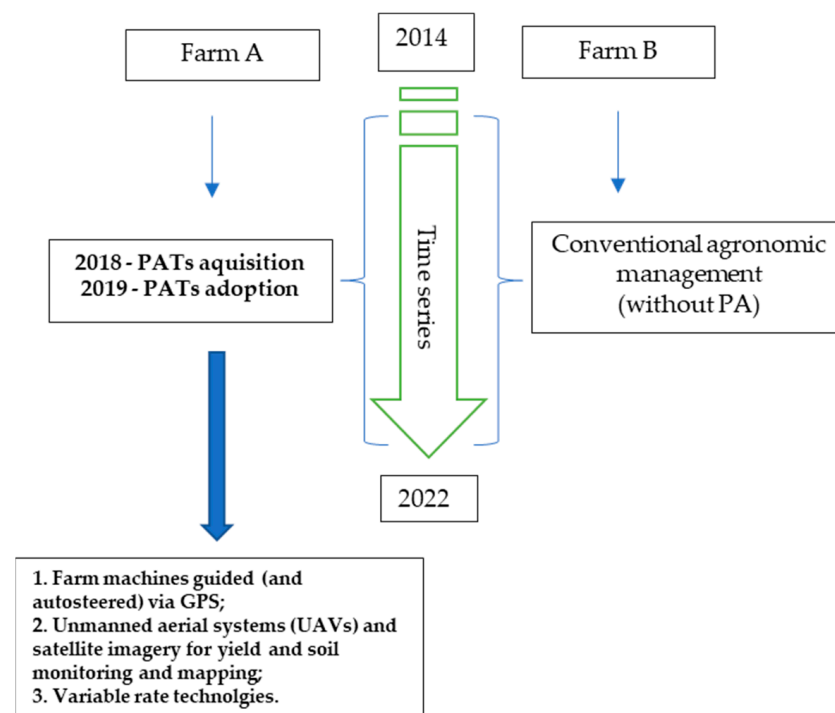 Farm A
2014
Farm B
2018 - PATs aquisition
2019 - PATs adoption
Time series
Conventional agronomic
management
(without PA)
2022
1. Farm machines guided (and
autosteered) via GPS;
2. Unmanned aerial systems (UAVs) and
satellite imagery for yield and soil
monitoring and mapping;
3. Variable rate technolgies.